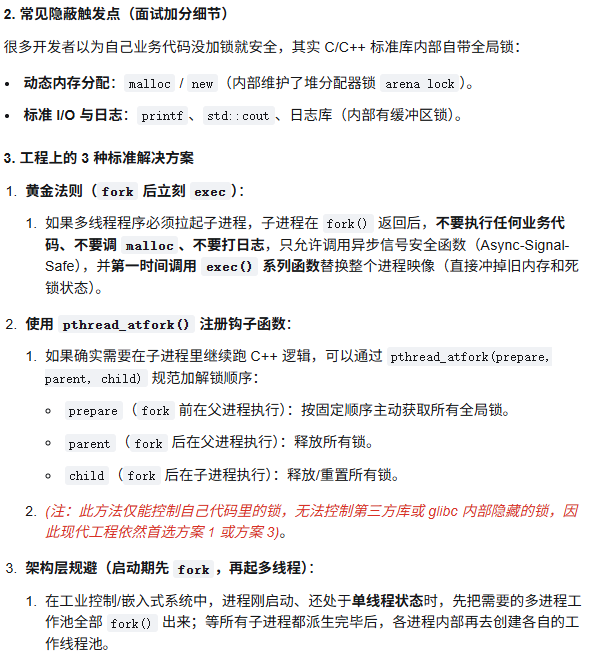 2. 常见隐蔽触发点（面试加分细节）
很多开发者以为自己业务代码没加锁就安全，其实 C/C++ 标准库内部自带全局锁：
• 动态内存分配：malloc / new（内部维护了堆分配器锁 arena lock）。
• 标准 I/O 与日志：printf、std::cout、日志库（内部有缓冲区锁）。
3. 工程上的 3 种标准解决方案
1. 黄金法则（fork 后立刻 exec）：
1. 如果多线程程序必须拉起子进程，子进程在 fork() 返回后，不要执行任何业务代
码、不要调 malloc、不要打日志，只允许调用异步信号安全函数（Async-Signal-
Safe），并第一时间调用 exec() 系列函数替换整个进程映像（直接冲掉旧内存和死
锁状态）。
2. 使用 pthread_atfork() 注册钩子函数：
1. 如果确实需要在子进程里继续跑 C++ 逻辑，可以通过 pthread_atfork(prepare,
parent, child) 规范加解锁顺序：
○ prepare（fork 前在父进程执行）：按固定顺序主动获取所有全局锁。
○ parent（fork 后在父进程执行）：释放所有锁。
○ child（fork 后在子进程执行）：释放/重置所有锁。
2. (注：此方法仅能控制自己代码里的锁，无法控制第三方库或 glibc 内部隐藏的锁，因
此现代工程依然首选方案 1 或方案 3)。
3. 架构层规避（启动期先 fork，再起多线程）：
1. 在工业控制/嵌入式系统中，进程刚启动、还处于单线程状态时，先把需要的多进程工
作池全部 fork() 出来；等所有子进程都派生完毕后，各进程内部再去创建各自的工
作线程池。